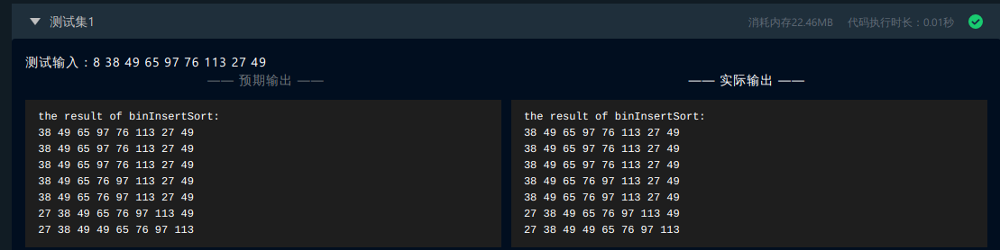 测试集1 消耗内存22.46MB 代码执行时长：0.01秒
测试输入：8 38 49 65 97 76 113 27 49
—— 预期输出 —— —— 实际输出 ——
the result of binInsertSort:
38 49 65 97 76 113 27 49
38 49 65 97 76 113 27 49
38 49 65 97 76 113 27 49
38 49 65 76 97 113 27 49
38 49 65 76 97 113 27 49
27 38 49 65 76 97 113 49
27 38 49 49 65 76 97 113
the result of binInsertSort:
38 49 65 97 76 113 27 49
38 49 65 97 76 113 27 49
38 49 65 97 76 113 27 49
38 49 65 76 97 113 27 49
38 49 65 76 97 113 27 49
27 38 49 65 76 97 113 49
27 38 49 49 65 76 97 113